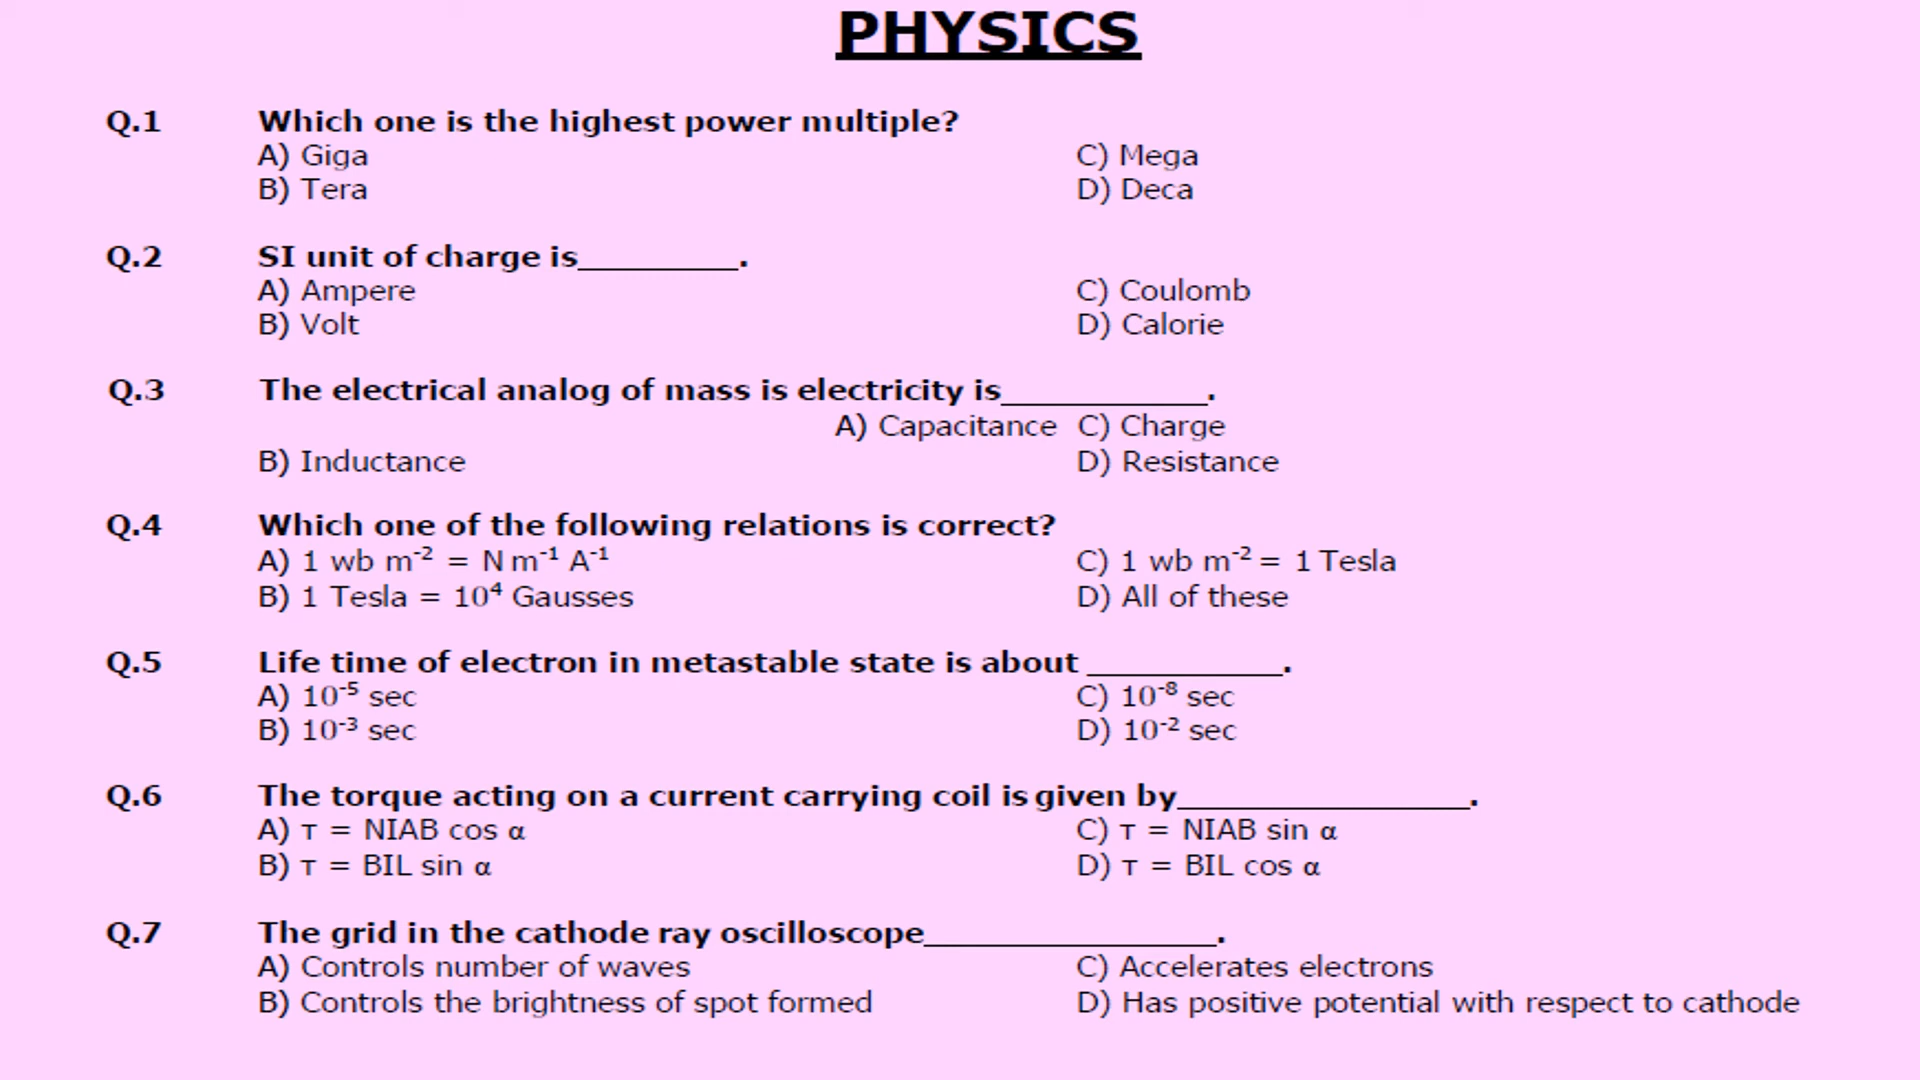 PHYSICS
Q.1 Which one is the highest power multiple?
A) Giga C) Mega
B) Tera D) Deca
Q.2 SI unit of charge is_________.
A) Ampere C) Coulomb
B) Volt D) Calorie
Q.3 The electrical analog of mass is electricity is____________.
A) Capacitance C) Charge
B) Inductance D) Resistance
Q.4 Which one of the following relations is correct?
A) 1 wb m⁻² = N m⁻¹ A⁻¹ C) 1 wb m⁻² = 1 Tesla
B) 1 Tesla = 10⁴ Gausses D) All of these
Q.5 Life time of electron in metastable state is about ___________.
A) 10⁻⁵ sec C) 10⁻⁸ sec
B) 10⁻³ sec D) 10⁻² sec
Q.6 The torque acting on a current carrying coil is given by_________________.
A) τ = NIAB cos α C) τ = NIAB sin α
B) τ = BIL sin α D) τ = BIL cos α
Q.7 The grid in the cathode ray oscilloscope_________________.
A) Controls number of waves C) Accelerates electrons
B) Controls the brightness of spot formed D) Has positive potential with respect to cathode